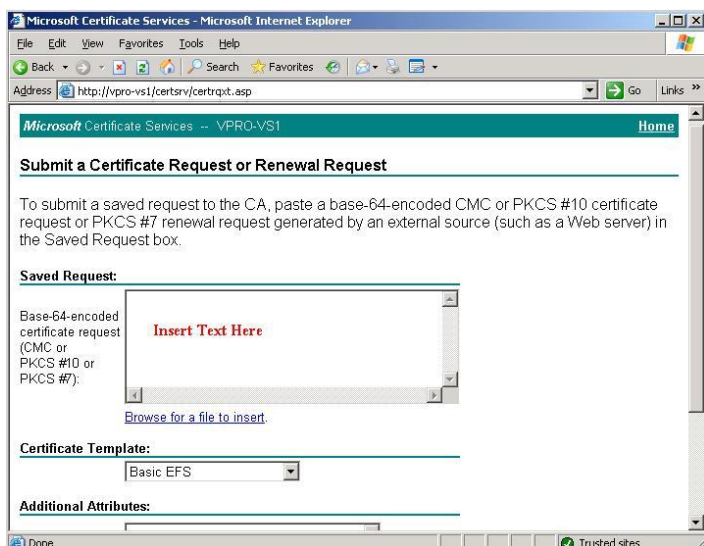 Microsoft Certificate Services - Microsoft Internet Explorer
File Edit View Favorites Tools Help
Back Search Favorites
Address http://vpro-vs1/certsrv/certrqxt.asp Go Links »
Microsoft Certificate Services -- VPRO-VS1 Home
Submit a Certificate Request or Renewal Request
To submit a saved request to the CA, paste a base-64-encoded CMC or PKCS #10 certificate
request or PKCS #7 renewal request generated by an external source (such as a Web server) in
the Saved Request box.
Saved Request:
Base-64-encoded
certificate request
(CMC or
PKCS #10 or
PKCS #7):
Insert Text Here
Browse for a file to insert.
Certificate Template:
Basic EFS
Additional Attributes:
Done Trusted sites